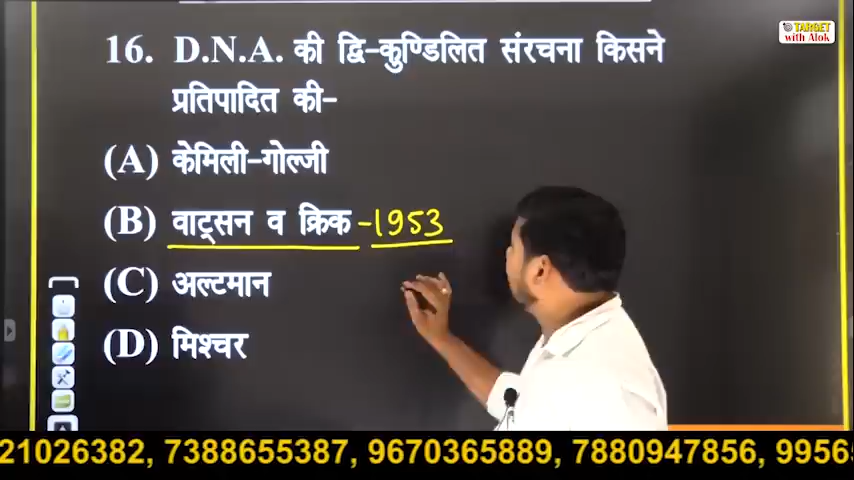 TARGET
with Alok
16. D.N.A. की द्वि-कुण्डिलित संरचना किसने
प्रतिपादित की-
(A) केमिली-गोल्जी
(B) वाट्सन व क्रिक -1953
(C) अल्टमान
(D) मिश्चर
21026382, 7388655387, 9670365889, 7880947856, 9956